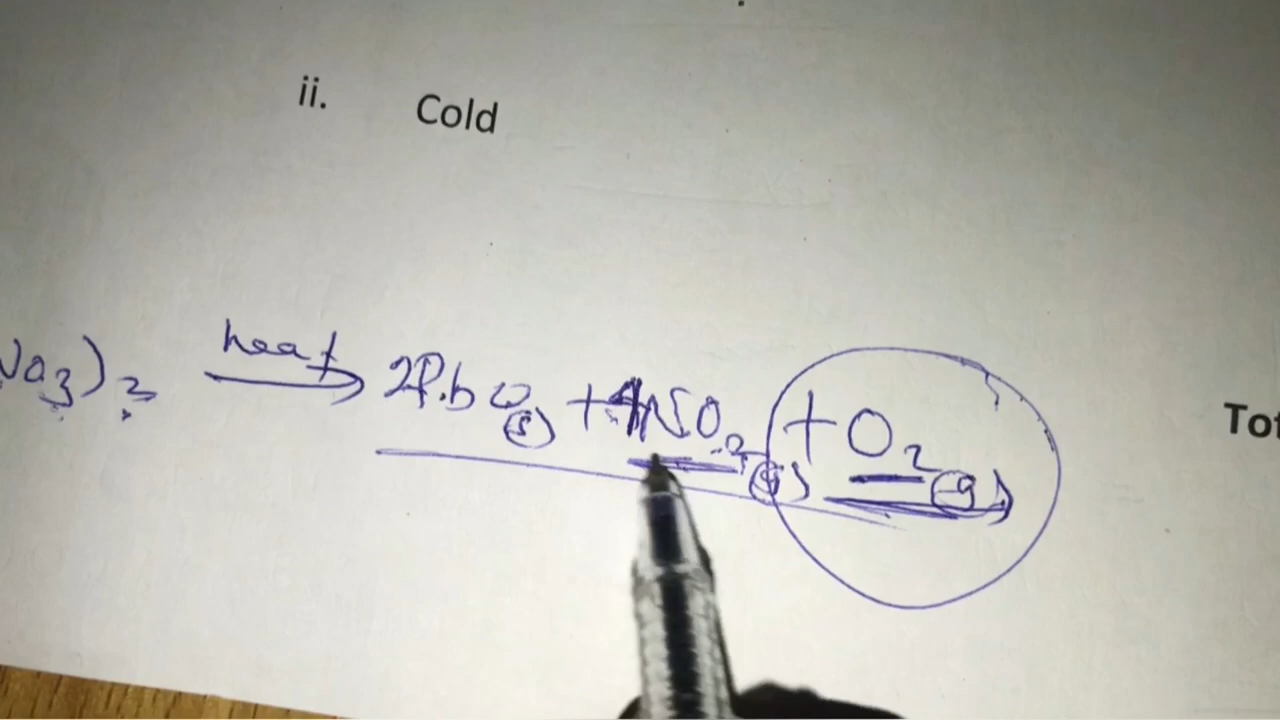 ii. Cold
heat
NO3)2 → 2PbO(s) + 4NO2(g) + O2(g)
Tot